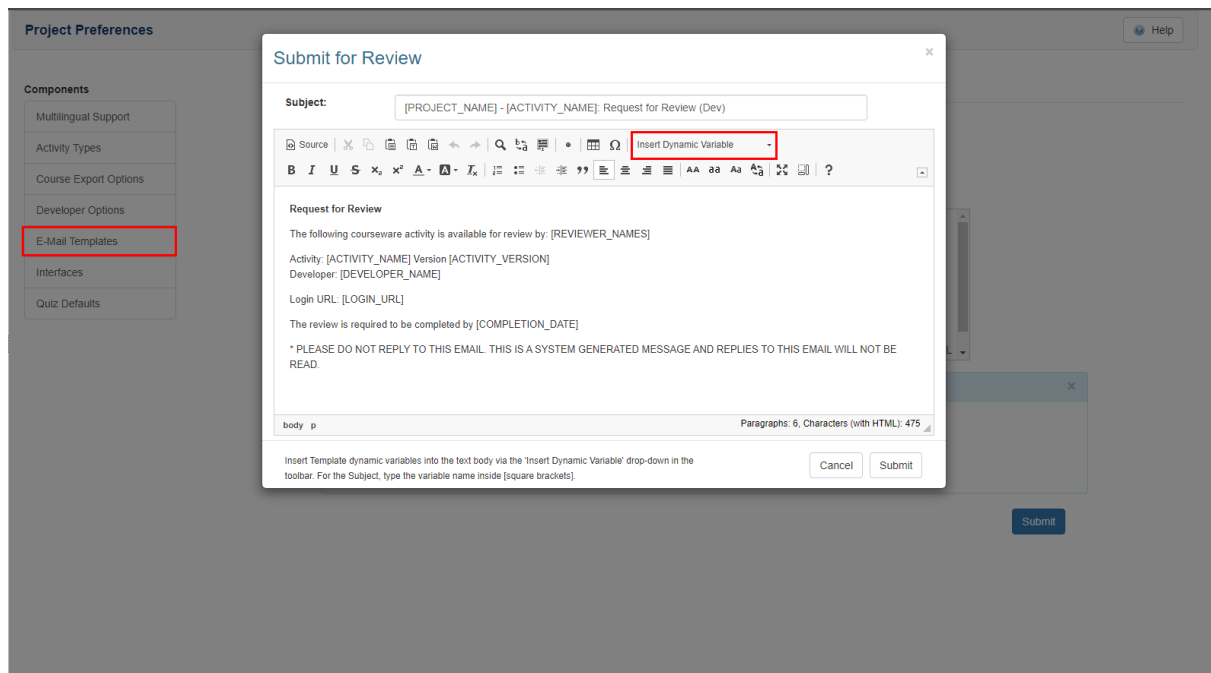 Project Preferences
Help
Components
Multilingual Support
Activity Types
Course Export Options
Developer Options
E-Mail Templates
Interfaces
Quiz Defaults
Submit for Review
×
Subject:
[PROJECT_NAME] - [ACTIVITY_NAME]: Request for Review (Dev)
Source
Insert Dynamic Variable
B I U S x₂ x² A A Tx
AA aa Aa
?
Request for Review
The following courseware activity is available for review by: [REVIEWER_NAMES]
Activity: [ACTIVITY_NAME] Version [ACTIVITY_VERSION]
Developer: [DEVELOPER_NAME]
Login URL: [LOGIN_URL]
The review is required to be completed by [COMPLETION_DATE]
* PLEASE DO NOT REPLY TO THIS EMAIL. THIS IS A SYSTEM GENERATED MESSAGE AND REPLIES TO THIS EMAIL WILL NOT BE
READ.
body p
Paragraphs: 6, Characters (with HTML): 475
Insert Template dynamic variables into the text body via the 'Insert Dynamic Variable' drop-down in the
toolbar. For the Subject, type the variable name inside [square brackets].
Cancel
Submit
L
×
Submit